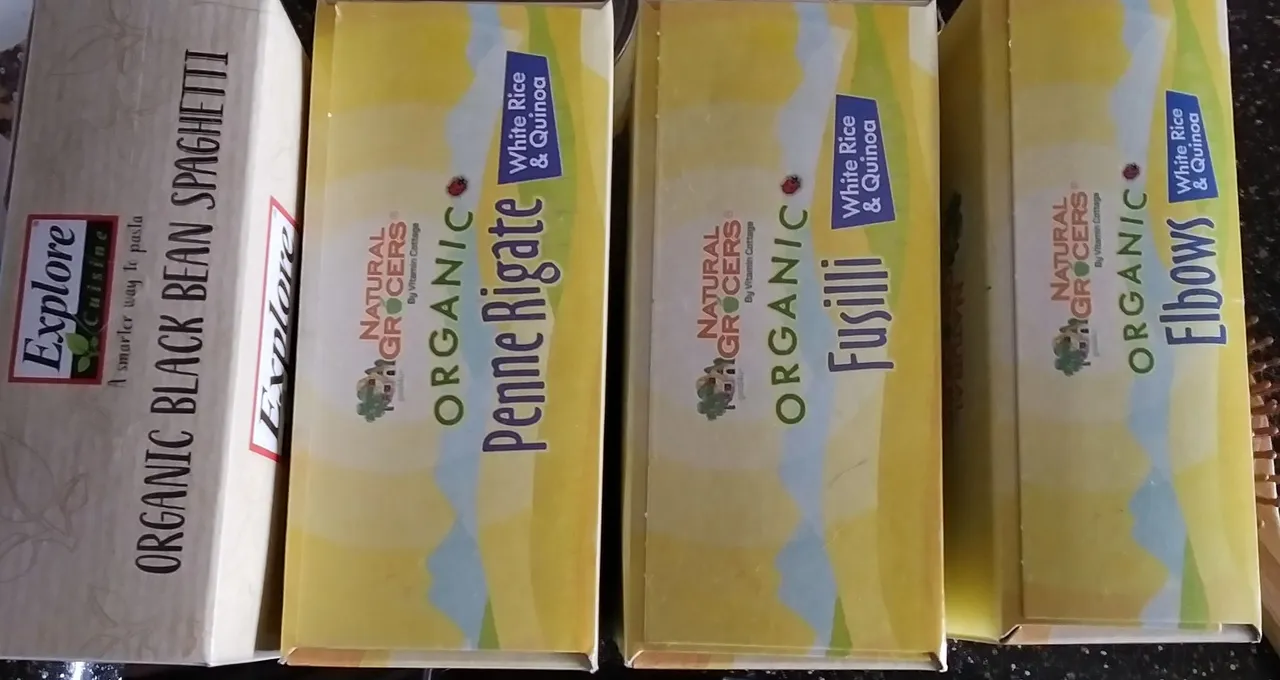 Explore
Cuisine
A smarter way to pasta
ORGANIC BLACK BEAN SPAGHETTI
Explore
NATURAL
GROCERS®
By Vitamin Cottage
ORGANIC
Penne Rigate
White Rice
& Quinoa
NATURAL
GROCERS®
By Vitamin Cottage
ORGANIC
Fusilli
White Rice
& Quinoa
NATURAL
GROCERS®
By Vitamin Cottage
ORGANIC
Elbows
White Rice
& Quinoa